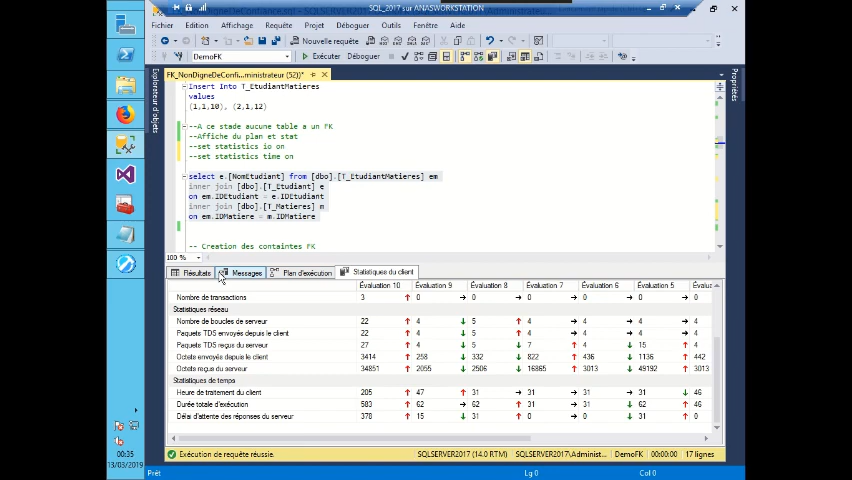 SQL_2017 sur ANASWORKSTATION
Fichier Édition Affichage Requête Projet Déboguer Outils Fenêtre Aide
Nouvelle requête
DemoFK Exécuter Déboguer
FK_NonDigneDeConfi...ministrateur (52))*
Explorateur d'objets
Propriétés
Insert Into T_EtudiantMatieres
values
(1,1,10), (2,1,12)
--A ce stade aucune table a un FK
--Affiche du plan et stat
--set statistics io on
--set statistics time on
select e.[NomEtudiant] from [dbo].[T_EtudiantMatieres] em
inner join [dbo].[T_Etudiant] e
on em.IDEtudiant = e.IDEtudiant
inner join [dbo].[T_Matieres] m
on em.IDMatiere = m.IDMatiere
-- Creation des containtes FK
100 %
Résultats Messages Plan d'exécution Statistiques du client
Évaluation 10 Évaluation 9 Évaluation 8 Évaluation 7 Évaluation 6 Évaluation 5 Évalua
Nombre de transactions 3 0 0 0 0 0 0
Statistiques réseau
Nombre de boucles de serveur 22 4 5 4 4 4 4
Paquets TDS envoyés depuis le client 22 4 5 4 4 4 4
Paquets TDS reçus du serveur 27 4 5 7 4 15 4
Octets envoyés depuis le client 3414 258 332 822 436 1136 442
Octets reçus du serveur 34851 2055 2506 16865 3013 49192 3013
Statistiques de temps
Heure de traitement du client 205 47 31 31 31 31 46
Durée totale d'exécution 583 62 62 31 31 62 46
Délai d'attente des réponses du serveur 378 15 31 0 0 31 0
Exécution de requête réussie. SQLSERVER2017 (14.0 RTM) SQLSERVER2017\Administ... DemoFK 00:00:00 17 lignes
Prêt Lg 0 Col 0
00:35
13/03/2019